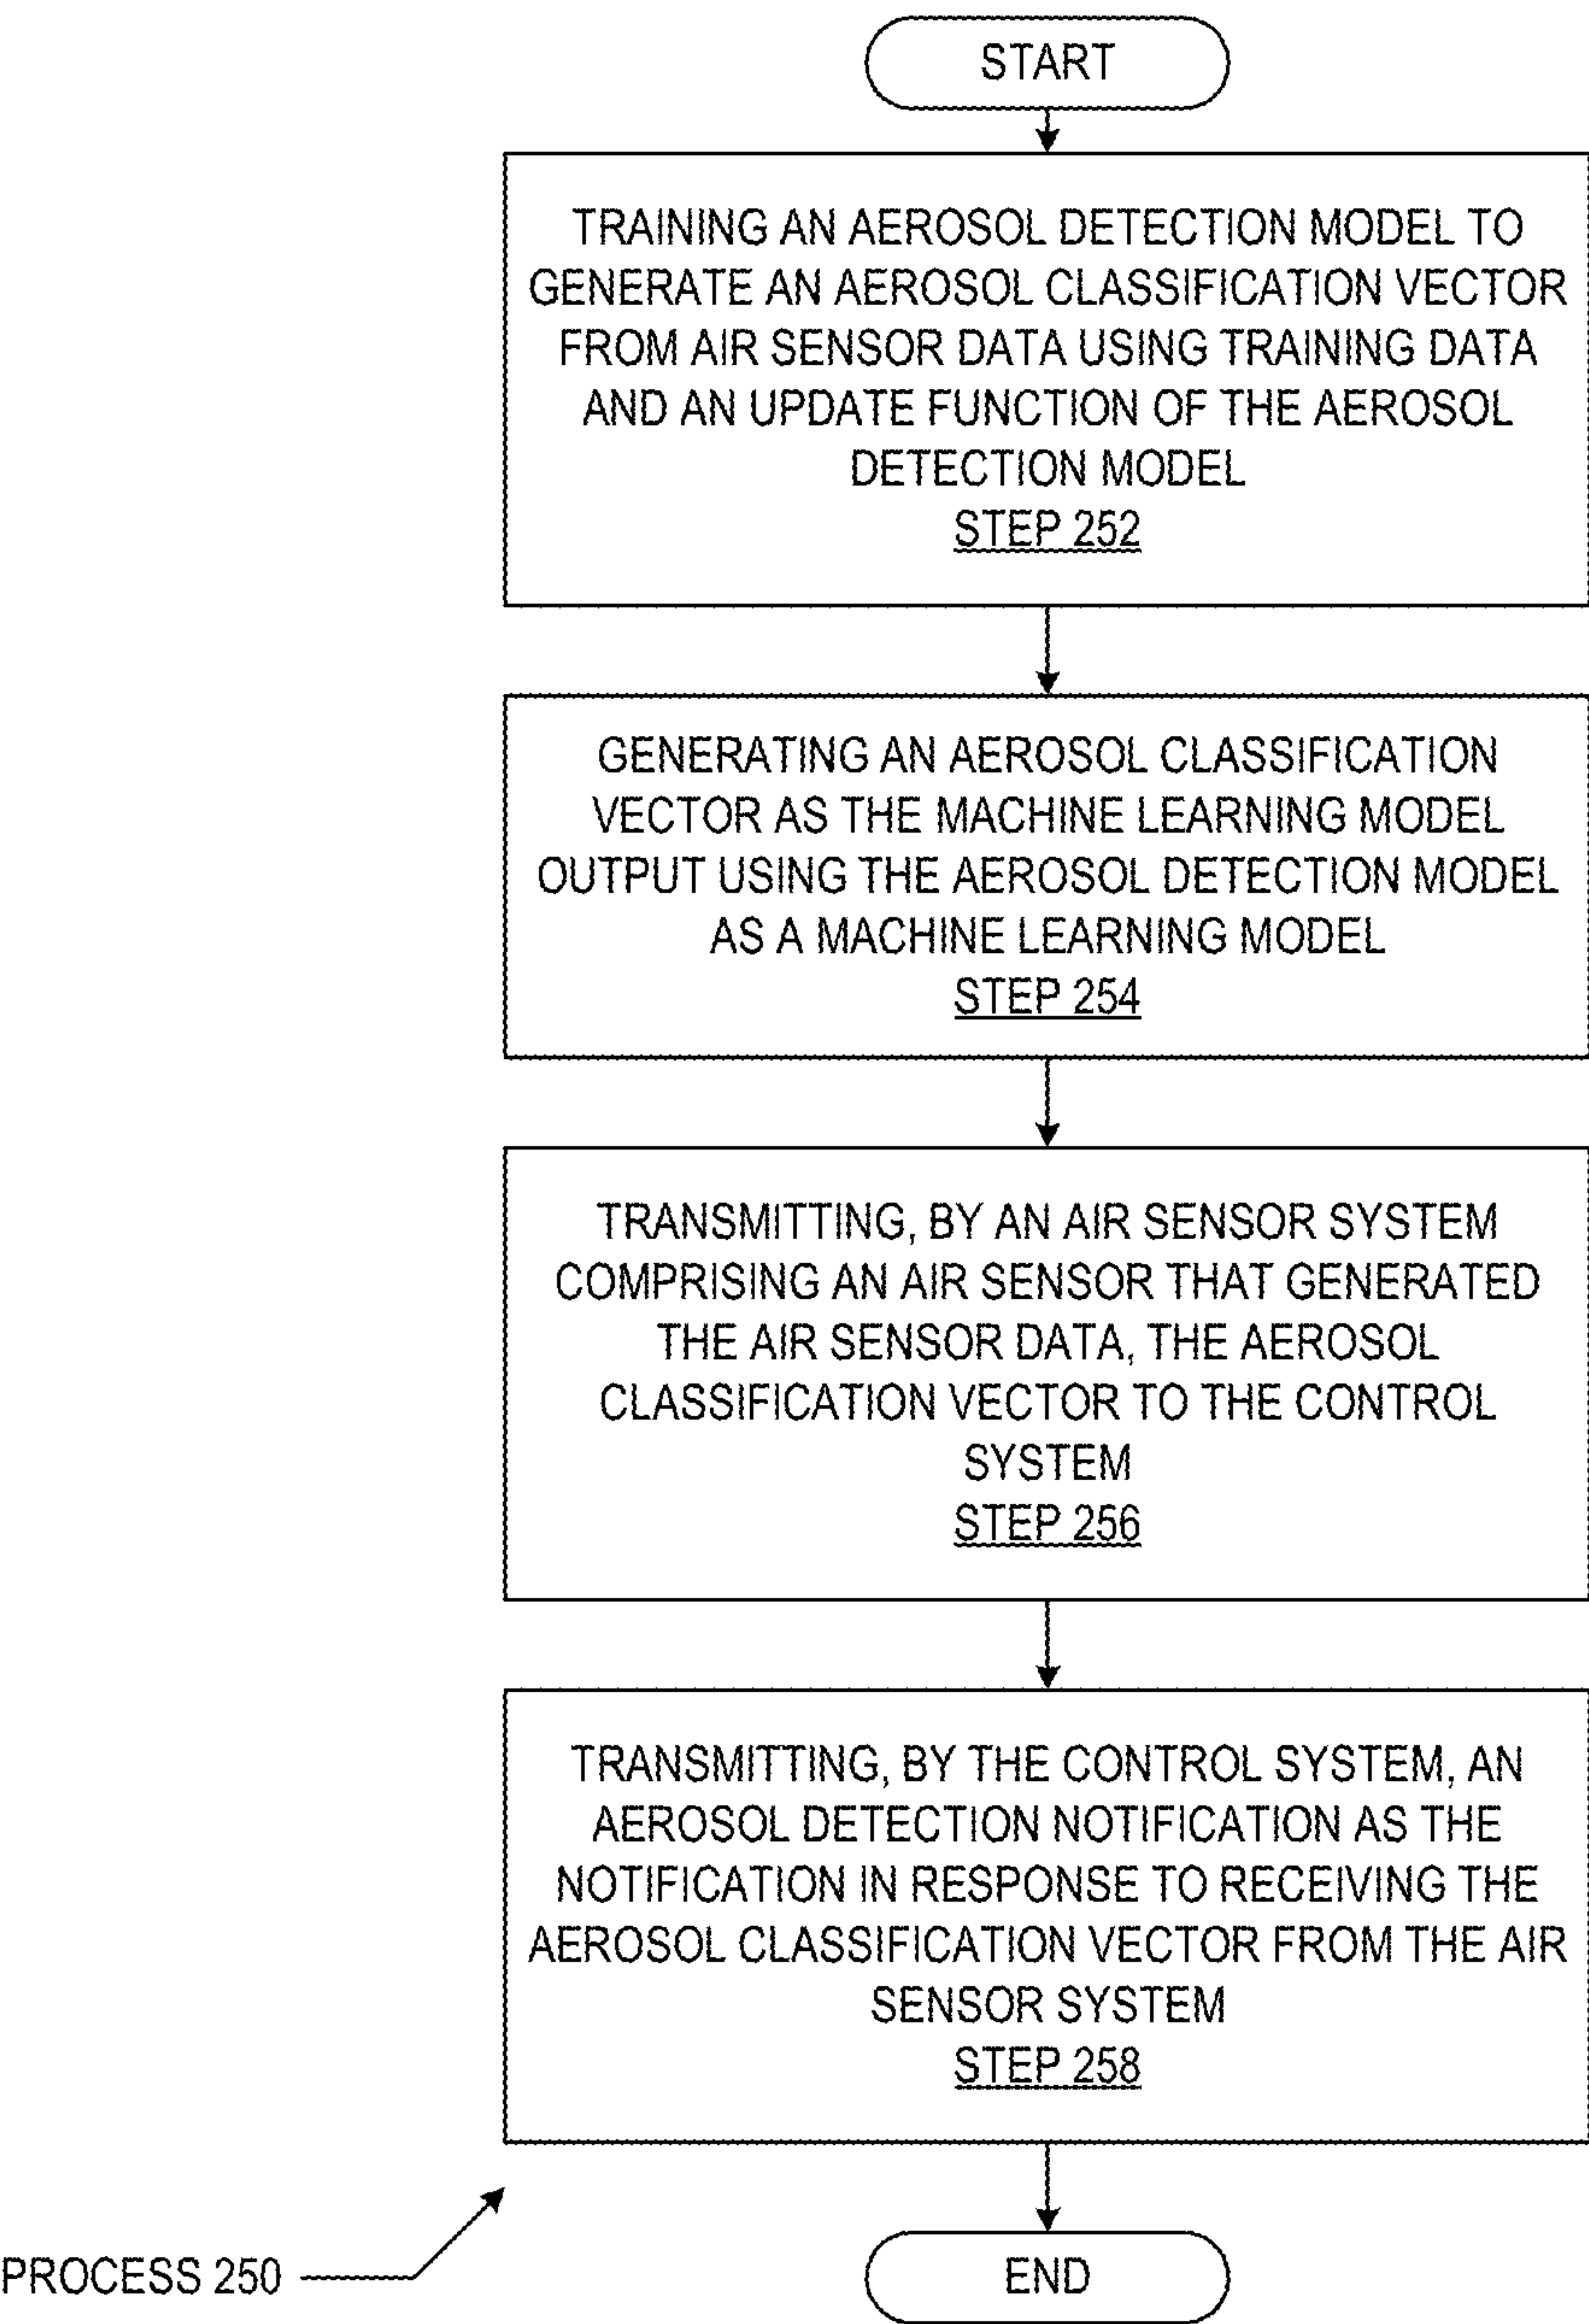 START
TRAINING AN AEROSOL DETECTION MODEL TO
GENERATE AN AEROSOL CLASSIFICATION VECTOR
FROM AIR SENSOR DATA USING TRAINING DATA
AND AN UPDATE FUNCTION OF THE AEROSOL
DETECTION MODEL
STEP 252
GENERATING AN AEROSOL CLASSIFICATION
VECTOR AS THE MACHINE LEARNING MODEL
OUTPUT USING THE AEROSOL DETECTION MODEL
AS A MACHINE LEARNING MODEL
STEP 254
TRANSMITTING, BY AN AIR SENSOR SYSTEM
COMPRISING AN AIR SENSOR THAT GENERATED
THE AIR SENSOR DATA, THE AEROSOL
CLASSIFICATION VECTOR TO THE CONTROL
SYSTEM
STEP 256
TRANSMITTING, BY THE CONTROL SYSTEM, AN
AEROSOL DETECTION NOTIFICATION AS THE
NOTIFICATION IN RESPONSE TO RECEIVING THE
AEROSOL CLASSIFICATION VECTOR FROM THE AIR
SENSOR SYSTEM
STEP 258
PROCESS 250
END